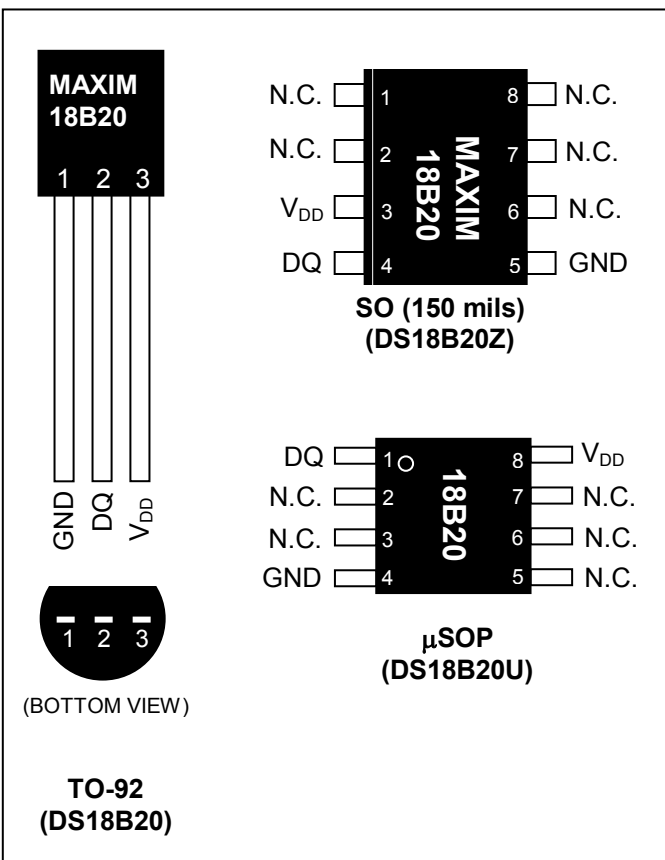 MAXIM
18B20
1 2 3
GND
DQ
VDD
1 2 3
(BOTTOM VIEW)
TO-92
(DS18B20)
N.C. 1 8 N.C.
N.C. 2 7 N.C.
VDD 3 6 N.C.
DQ 4 5 GND
MAXIM
18B20
SO (150 mils)
(DS18B20Z)
DQ 1 8 VDD
N.C. 2 7 N.C.
N.C. 3 6 N.C.
GND 4 5 N.C.
18B20
μSOP
(DS18B20U)